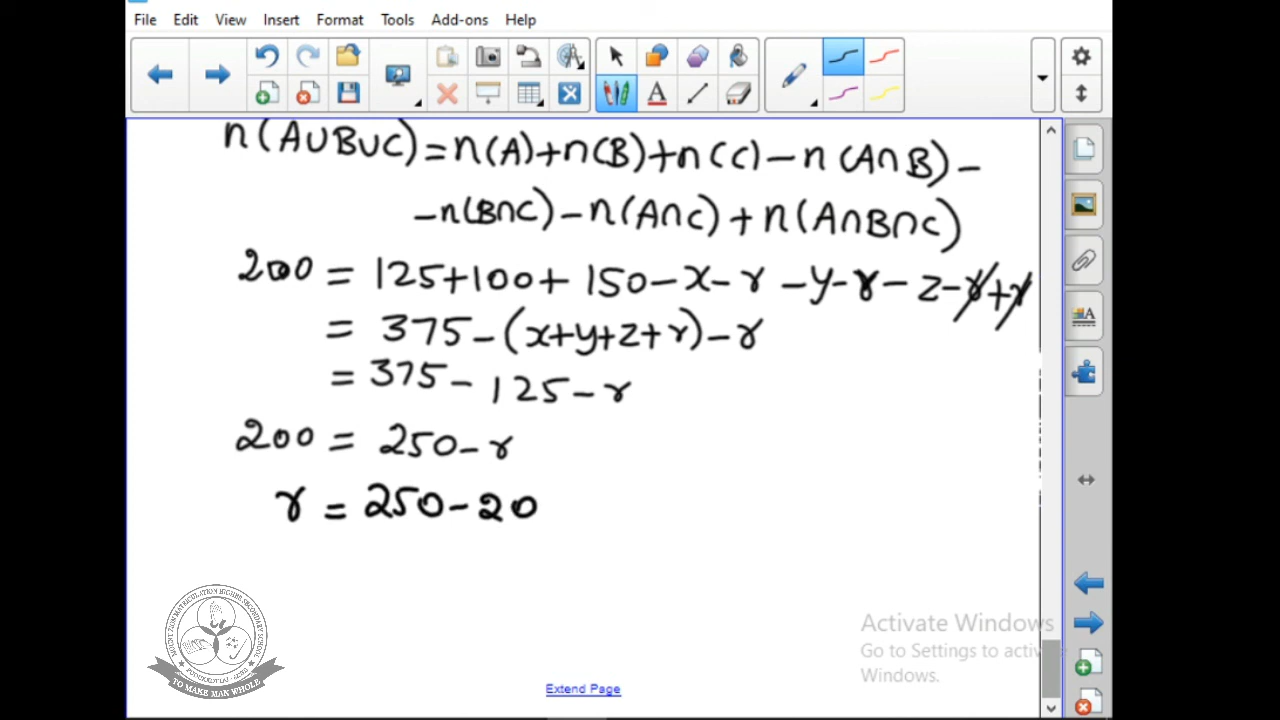 File Edit View Insert Format Tools Add-ons Help
n(A∪B∪C)=n(A)+n(B)+n(C)-n(A∩B)-
-n(B∩C)-n(A∩C)+n(A∩B∩C)
200 = 125+100+150-x-r-y-r-z-r+r
= 375-(x+y+z+r)-r
= 375-125-r
200 = 250-r
r = 250-20
TO MAKE MAN WHOLE
Activate Windows
Go to Settings to activ
Windows.
Extend Page